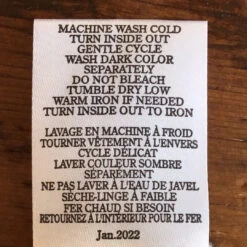 MACHINE WASH COLD
TURN INSIDE OUT
GENTLE CYCLE
WASH DARK COLOR
SEPARATELY
DO NOT BLEACH
TUMBLE DRY LOW
WARM IRON IF NEEDED
TURN INSIDE OUT TO IRON
LAVAGE EN MACHINE À FROID
TOURNER VÊTEMENT À L'ENVERS
CYCLE DÉLICAT
LAVER COULEUR SOMBRE
SÉPARÉMENT
NE PAS LAVER À L'EAU DE JAVEL
SÈCHE-LINGE À FAIBLE
FER CHAUD SI BESOIN
RETOURNEZ À L'INTÉRIEUR POUR LE FER
Jan.2022